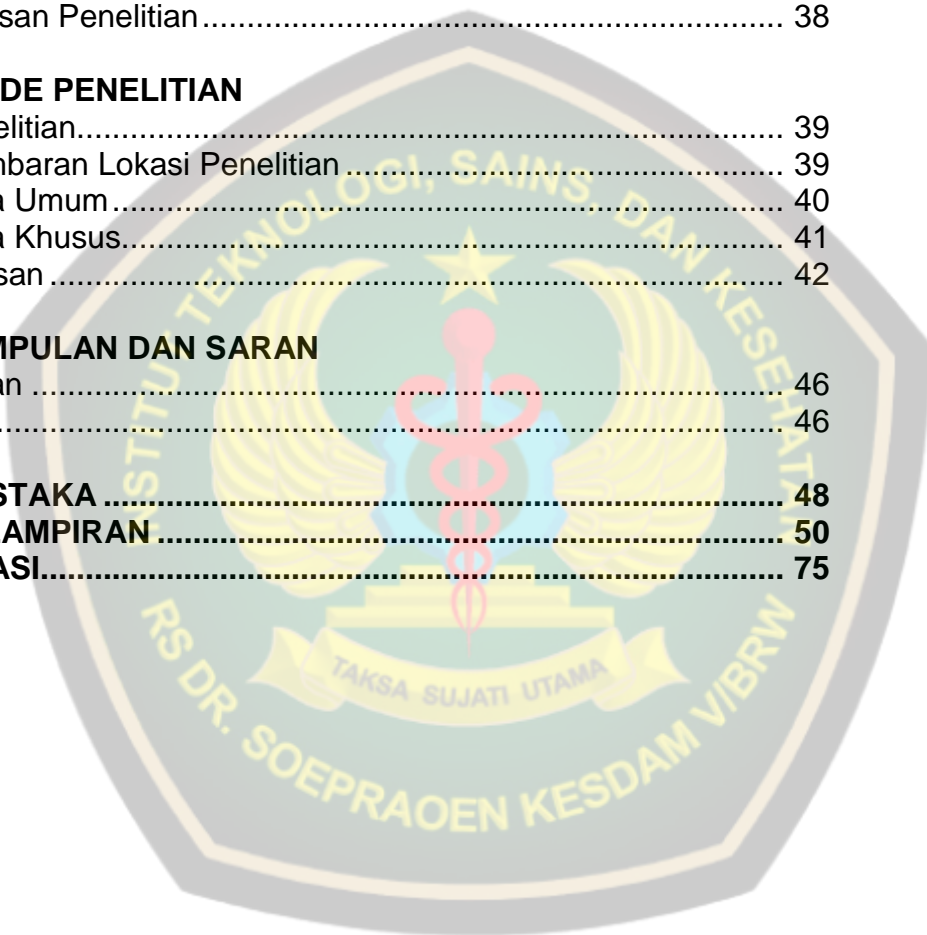 san Penelitian........................................................................ 38
DE PENELITIAN
elitian........................................................................ 39
mbaran Lokasi Penelitian........................................................................ 39
a Umum........................................................................ 40
a Khusus........................................................................ 41
san........................................................................ 42
MPULAN DAN SARAN
an........................................................................ 46
........................................................................ 46
STAKA........................................................................ 48
AMPIRAN........................................................................ 50
ASI........................................................................ 75
INSTITUT TEKNOLOGI, SAINS, DAN KESEHATAN
TAKSA SUJATI UTAMA
RS DR. SOEPRAOEN KESDAM V/BRW